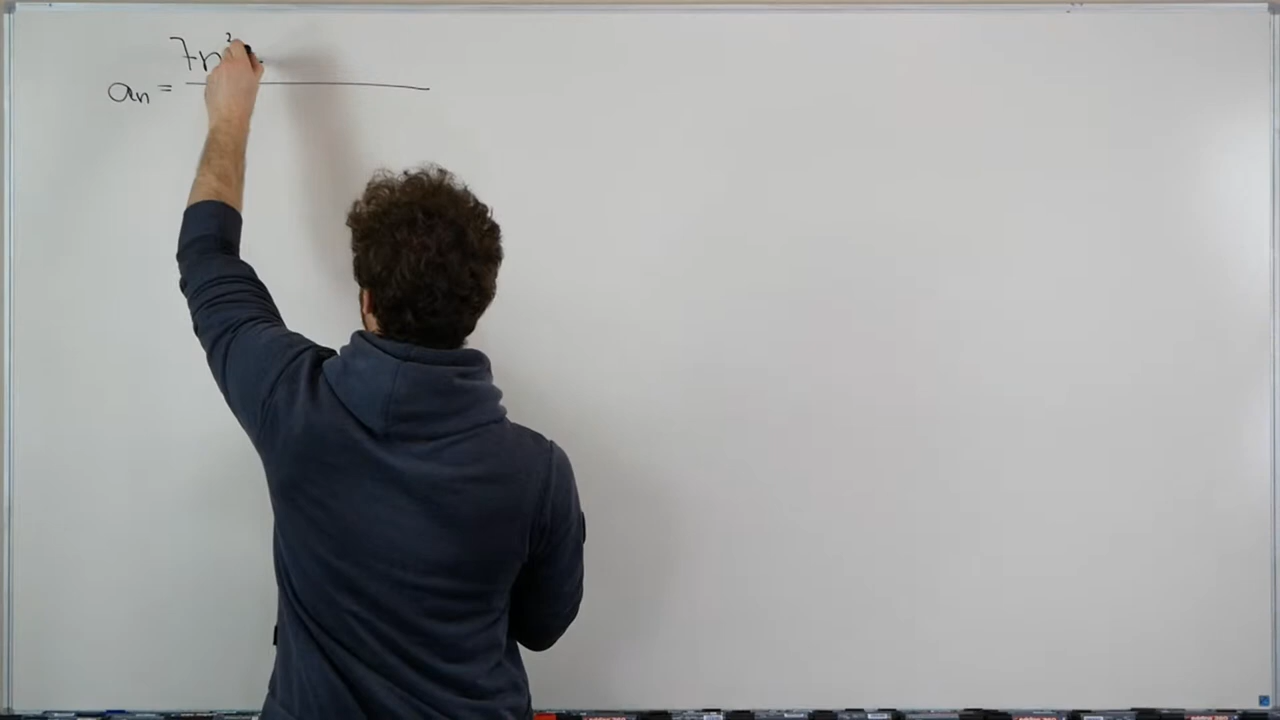 7n²
aₙ =